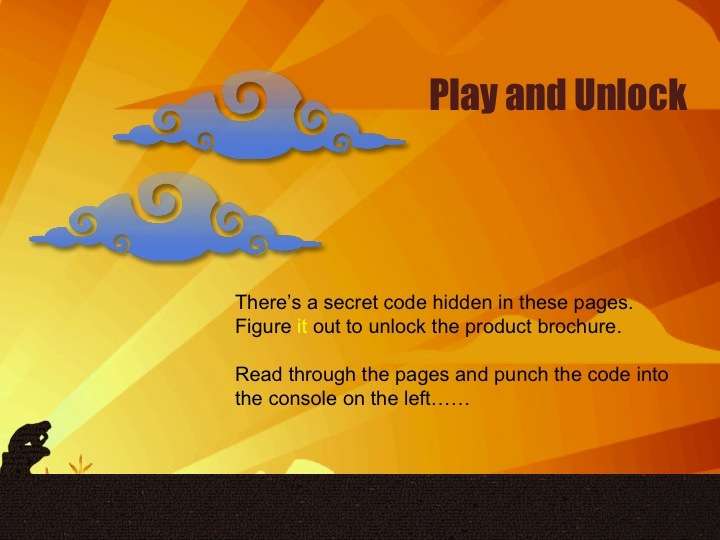 Play and Unlock
There’s a secret code hidden in these pages.
Figure it out to unlock the product brochure.
Read through the pages and punch the code into
the console on the left……